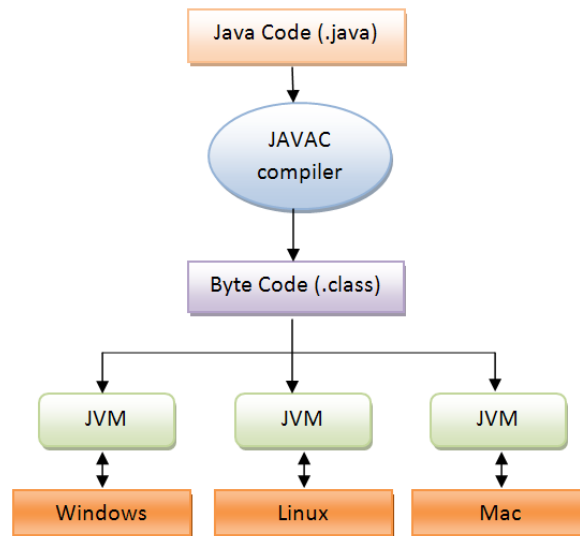 Java Code (.java)
JAVAC
compiler
Byte Code (.class)
JVM
JVM
JVM
Windows
Linux
Mac